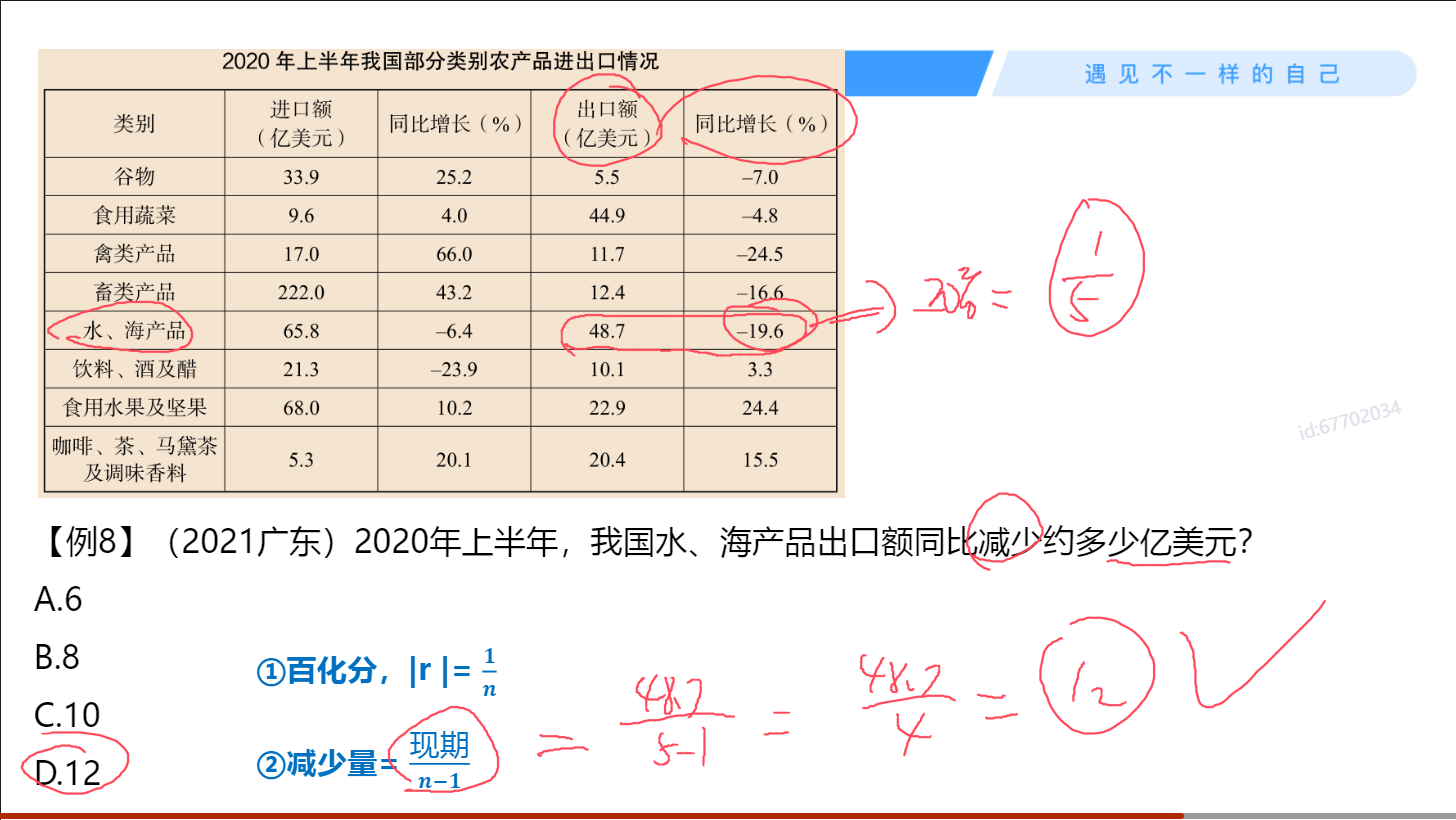 2020 年上半年我国部分类别农产品进出口情况
遇见不一样的自己
类别 进口额（亿美元） 同比增长（%） 出口额（亿美元） 同比增长（%）
谷物 33.9 25.2 5.5 –7.0
食用蔬菜 9.6 4.0 44.9 –4.8
禽类产品 17.0 66.0 11.7 –24.5
畜类产品 222.0 43.2 12.4 –16.6
水、海产品 65.8 –6.4 48.7 –19.6
饮料、酒及醋 21.3 –23.9 10.1 3.3
食用水果及坚果 68.0 10.2 22.9 24.4
咖啡、茶、马黛茶及调味香料 5.3 20.1 20.4 15.5
20% = 1/5
id:67702034
【例8】（2021广东）2020年上半年，我国水、海产品出口额同比减少约多少亿美元？
A.6
B.8
C.10
D.12
①百化分，|r |= 1/n
②减少量= 现期/n−1 = 48.7/5-1 = 48.7/4 = 12